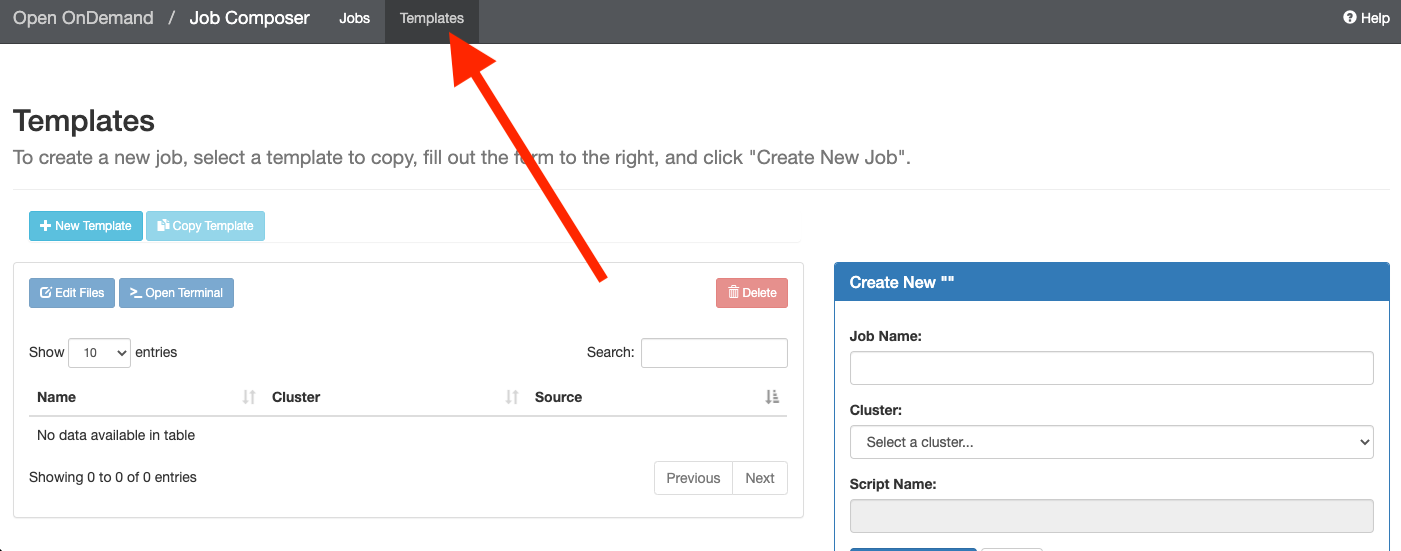 Open OnDemand / Job Composer Jobs Templates Help
Templates
To create a new job, select a template to copy, fill out the form to the right, and click "Create New Job".
New Template Copy Template
Edit Files Open Terminal Delete
Show 10 entries Search:
Name Cluster Source
No data available in table
Showing 0 to 0 of 0 entries Previous Next
Create New ""
Job Name:
Cluster:
Select a cluster...
Script Name: